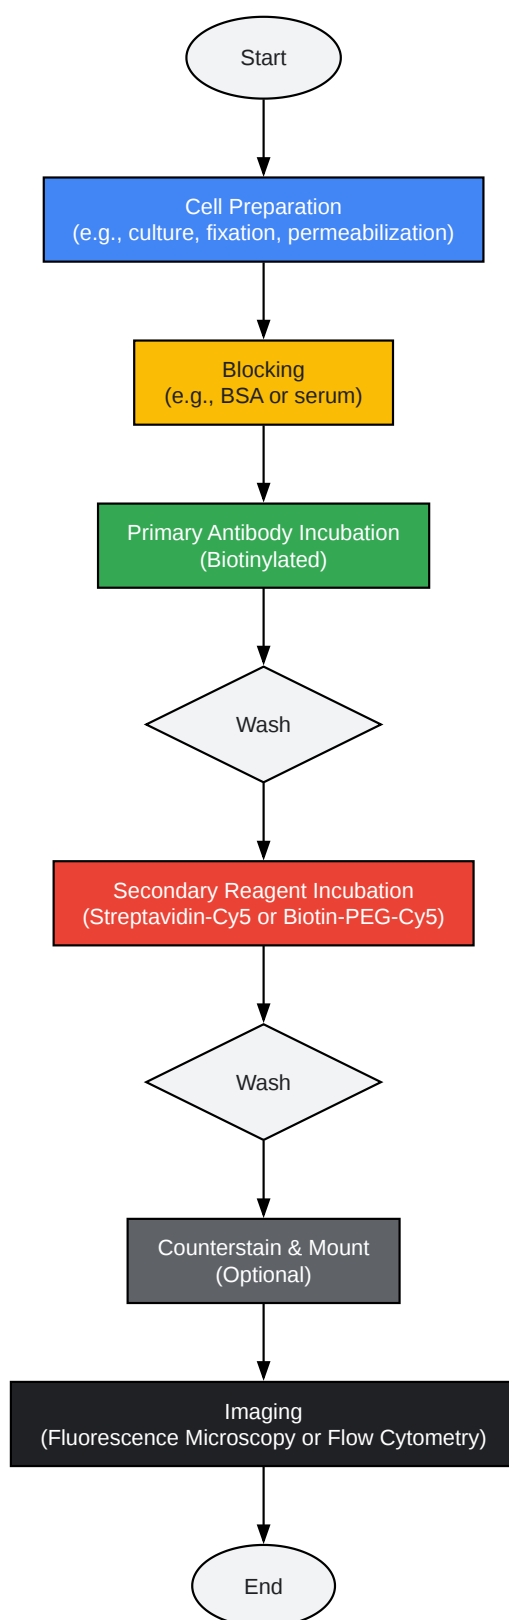 Start
Cell Preparation
(e.g., culture, fixation, permeabilization)
Blocking
(e.g., BSA or serum)
Primary Antibody Incubation
(Biotinylated)
Wash
Secondary Reagent Incubation
(Streptavidin-Cy5 or Biotin-PEG-Cy5)
Wash
Counterstain & Mount
(Optional)
Imaging
(Fluorescence Microscopy or Flow Cytometry)
End